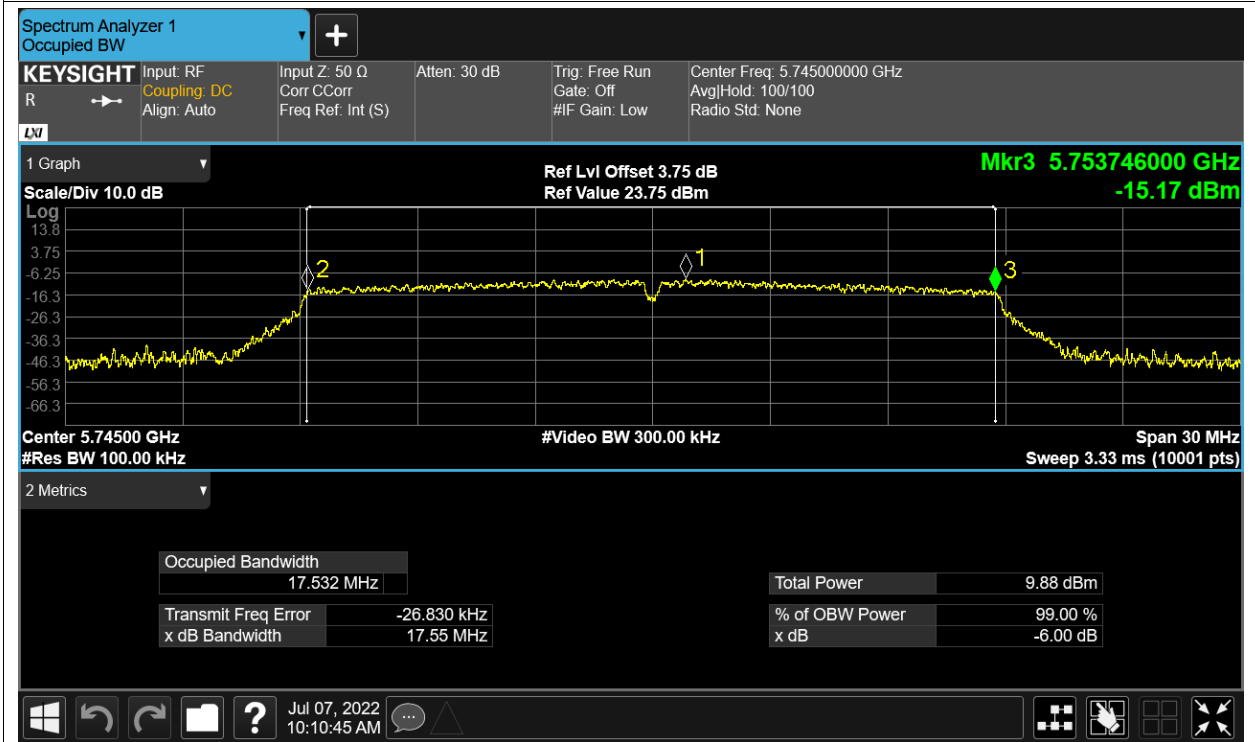 Spectrum Analyzer 1
Occupied BW
KEYSIGHT Input: RF Input Z: 50 Ω Atten: 30 dB Trig: Free Run Center Freq: 5.745000000 GHz
R Coupling: DC Corr CCorr Gate: Off Avg|Hold: 100/100
Align: Auto Freq Ref: Int (S) #IF Gain: Low Radio Std: None
LXI
1 Graph Ref Lvl Offset 3.75 dB Mkr3 5.753746000 GHz
Scale/Div 10.0 dB Ref Value 23.75 dBm -15.17 dBm
Log
13.8
3.75
1
-6.25 2 3
-16.3
-26.3
-36.3
-46.3
-56.3
-66.3
Center 5.74500 GHz #Video BW 300.00 kHz Span 30 MHz
#Res BW 100.00 kHz Sweep 3.33 ms (10001 pts)
2 Metrics
Occupied Bandwidth
17.532 MHz Total Power 9.88 dBm
Transmit Freq Error -26.830 kHz % of OBW Power 99.00 %
x dB Bandwidth 17.55 MHz x dB -6.00 dB
? Jul 07, 2022
10:10:45 AM